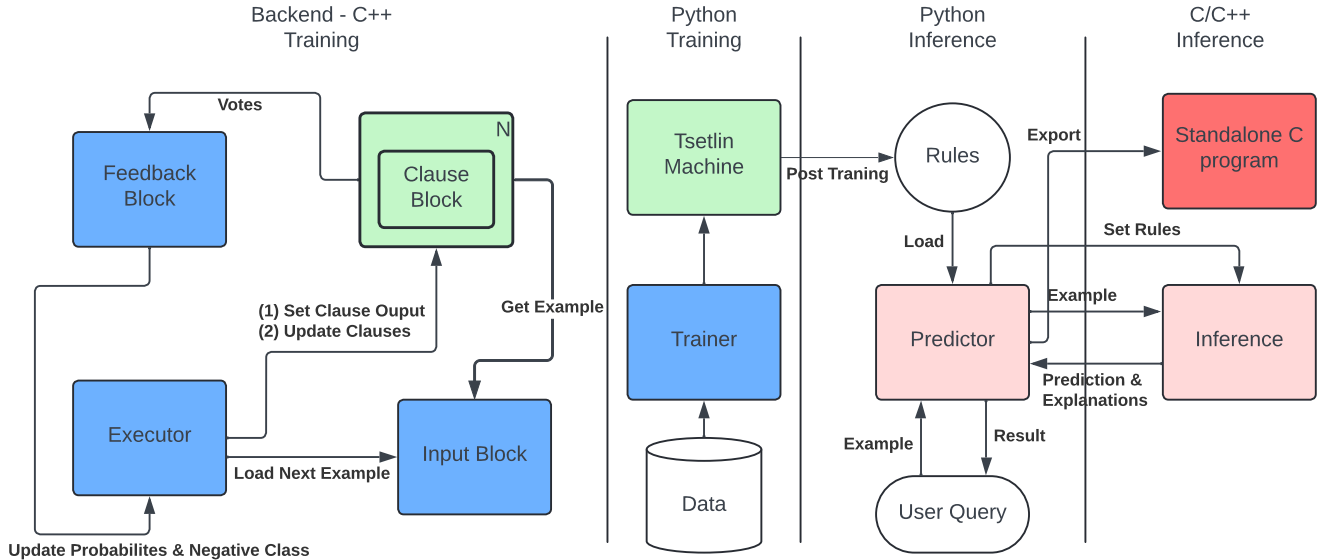 Backend - C++
Training
Python
Training
Python
Inference
C/C++
Inference
Votes
Feedback
Block
N
Clause
Block
(1) Set Clause Ouput
(2) Update Clauses
Get Example
Executor
Load Next Example
Input Block
Update Probabilites & Negative Class
Tsetlin
Machine
Post Traning
Trainer
Data
Rules
Load
Export
Standalone C
program
Set Rules
Predictor
Example
Inference
Prediction &
Explanations
Example
Result
User Query